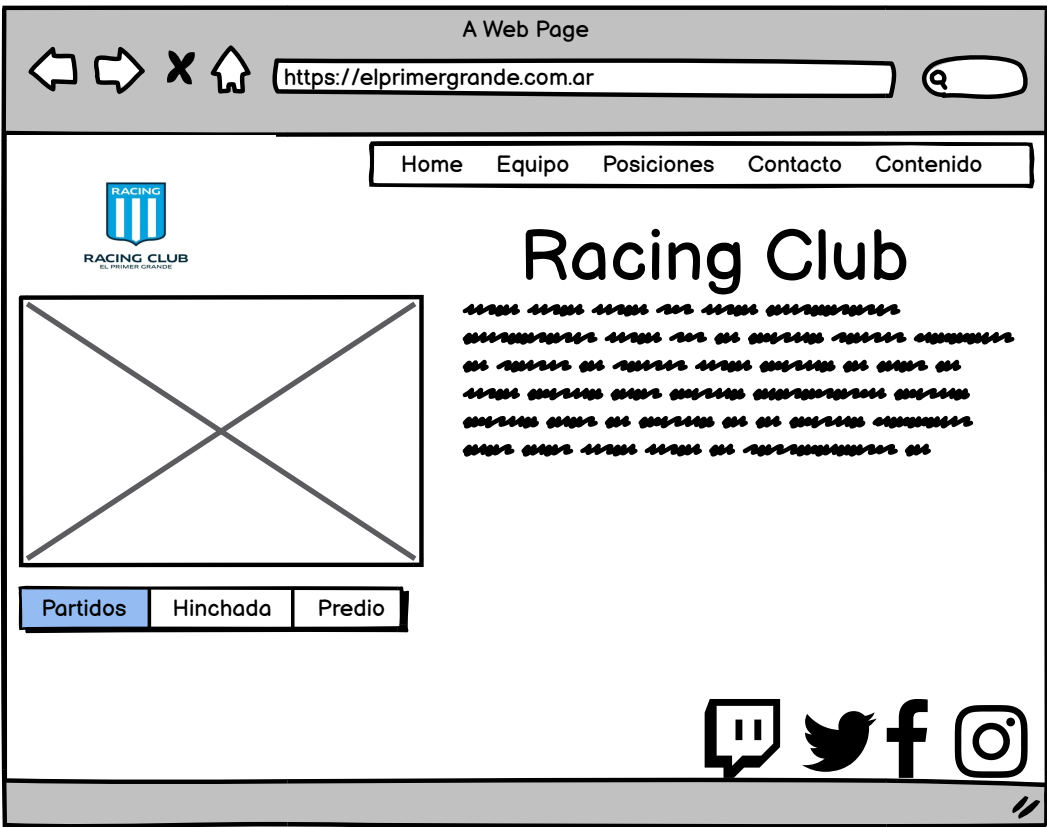 A Web Page
https://elprimergrande.com.ar
Home Equipo Posiciones Contacto Contenido
RACING
RACING CLUB
EL PRIMER GRANDE
Racing Club
Partidos Hinchada Predio